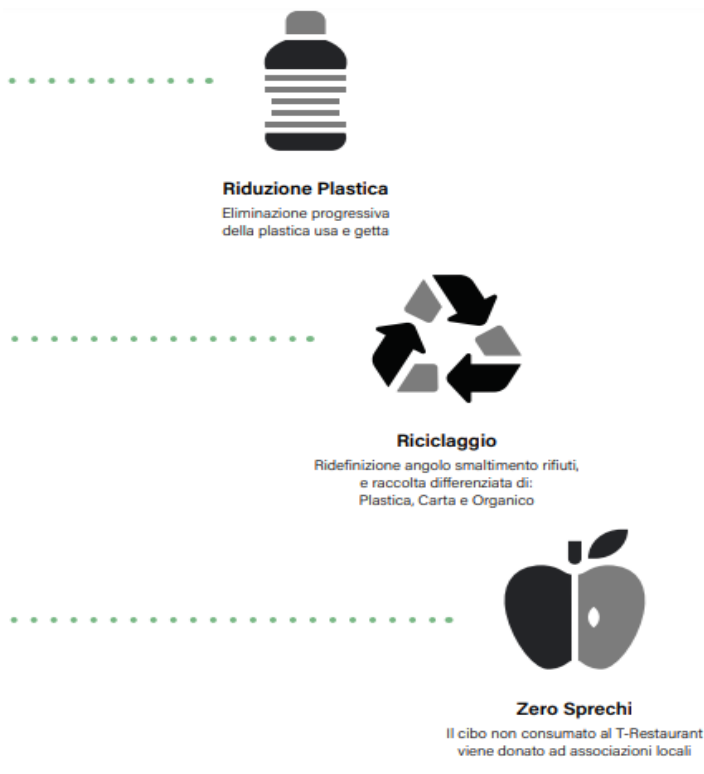 Riduzione Plastica
Eliminazione progressiva
della plastica usa e getta
Riciclaggio
Ridefinizione angolo smaltimento rifiuti,
e raccolta differenziata di:
Plastica, Carta e Organico
Zero Sprechi
Il cibo non consumato al T-Restaurant
viene donato ad associazioni locali